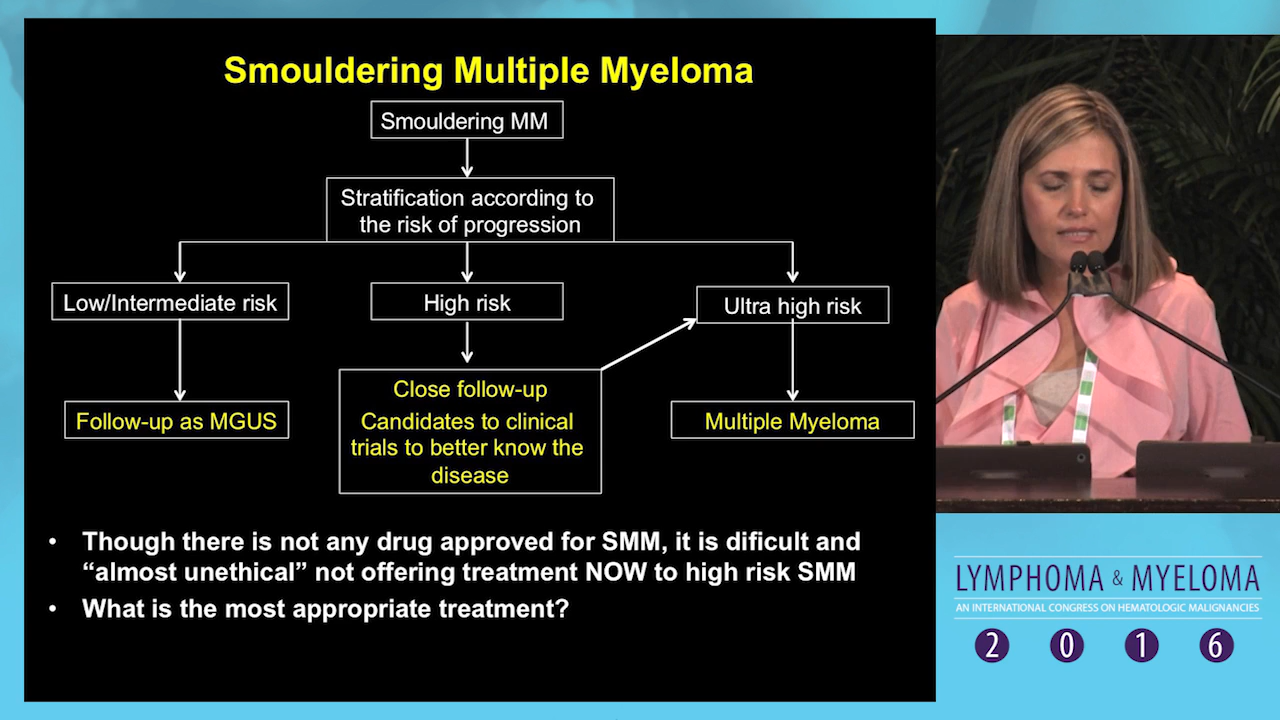 Smouldering Multiple Myeloma
Smouldering MM
Stratification according to
the risk of progression
Low/Intermediate risk
High risk
Ultra high risk
Follow-up as MGUS
Close follow-up
Candidates to clinical
trials to better know the
disease
Multiple Myeloma
• Though there is not any drug approved for SMM, it is dificult and
“almost unethical” not offering treatment NOW to high risk SMM
• What is the most appropriate treatment?
LYMPHOMA & MYELOMA
AN INTERNATIONAL CONGRESS ON HEMATOLOGIC MALIGNANCIES
2 0 1 6